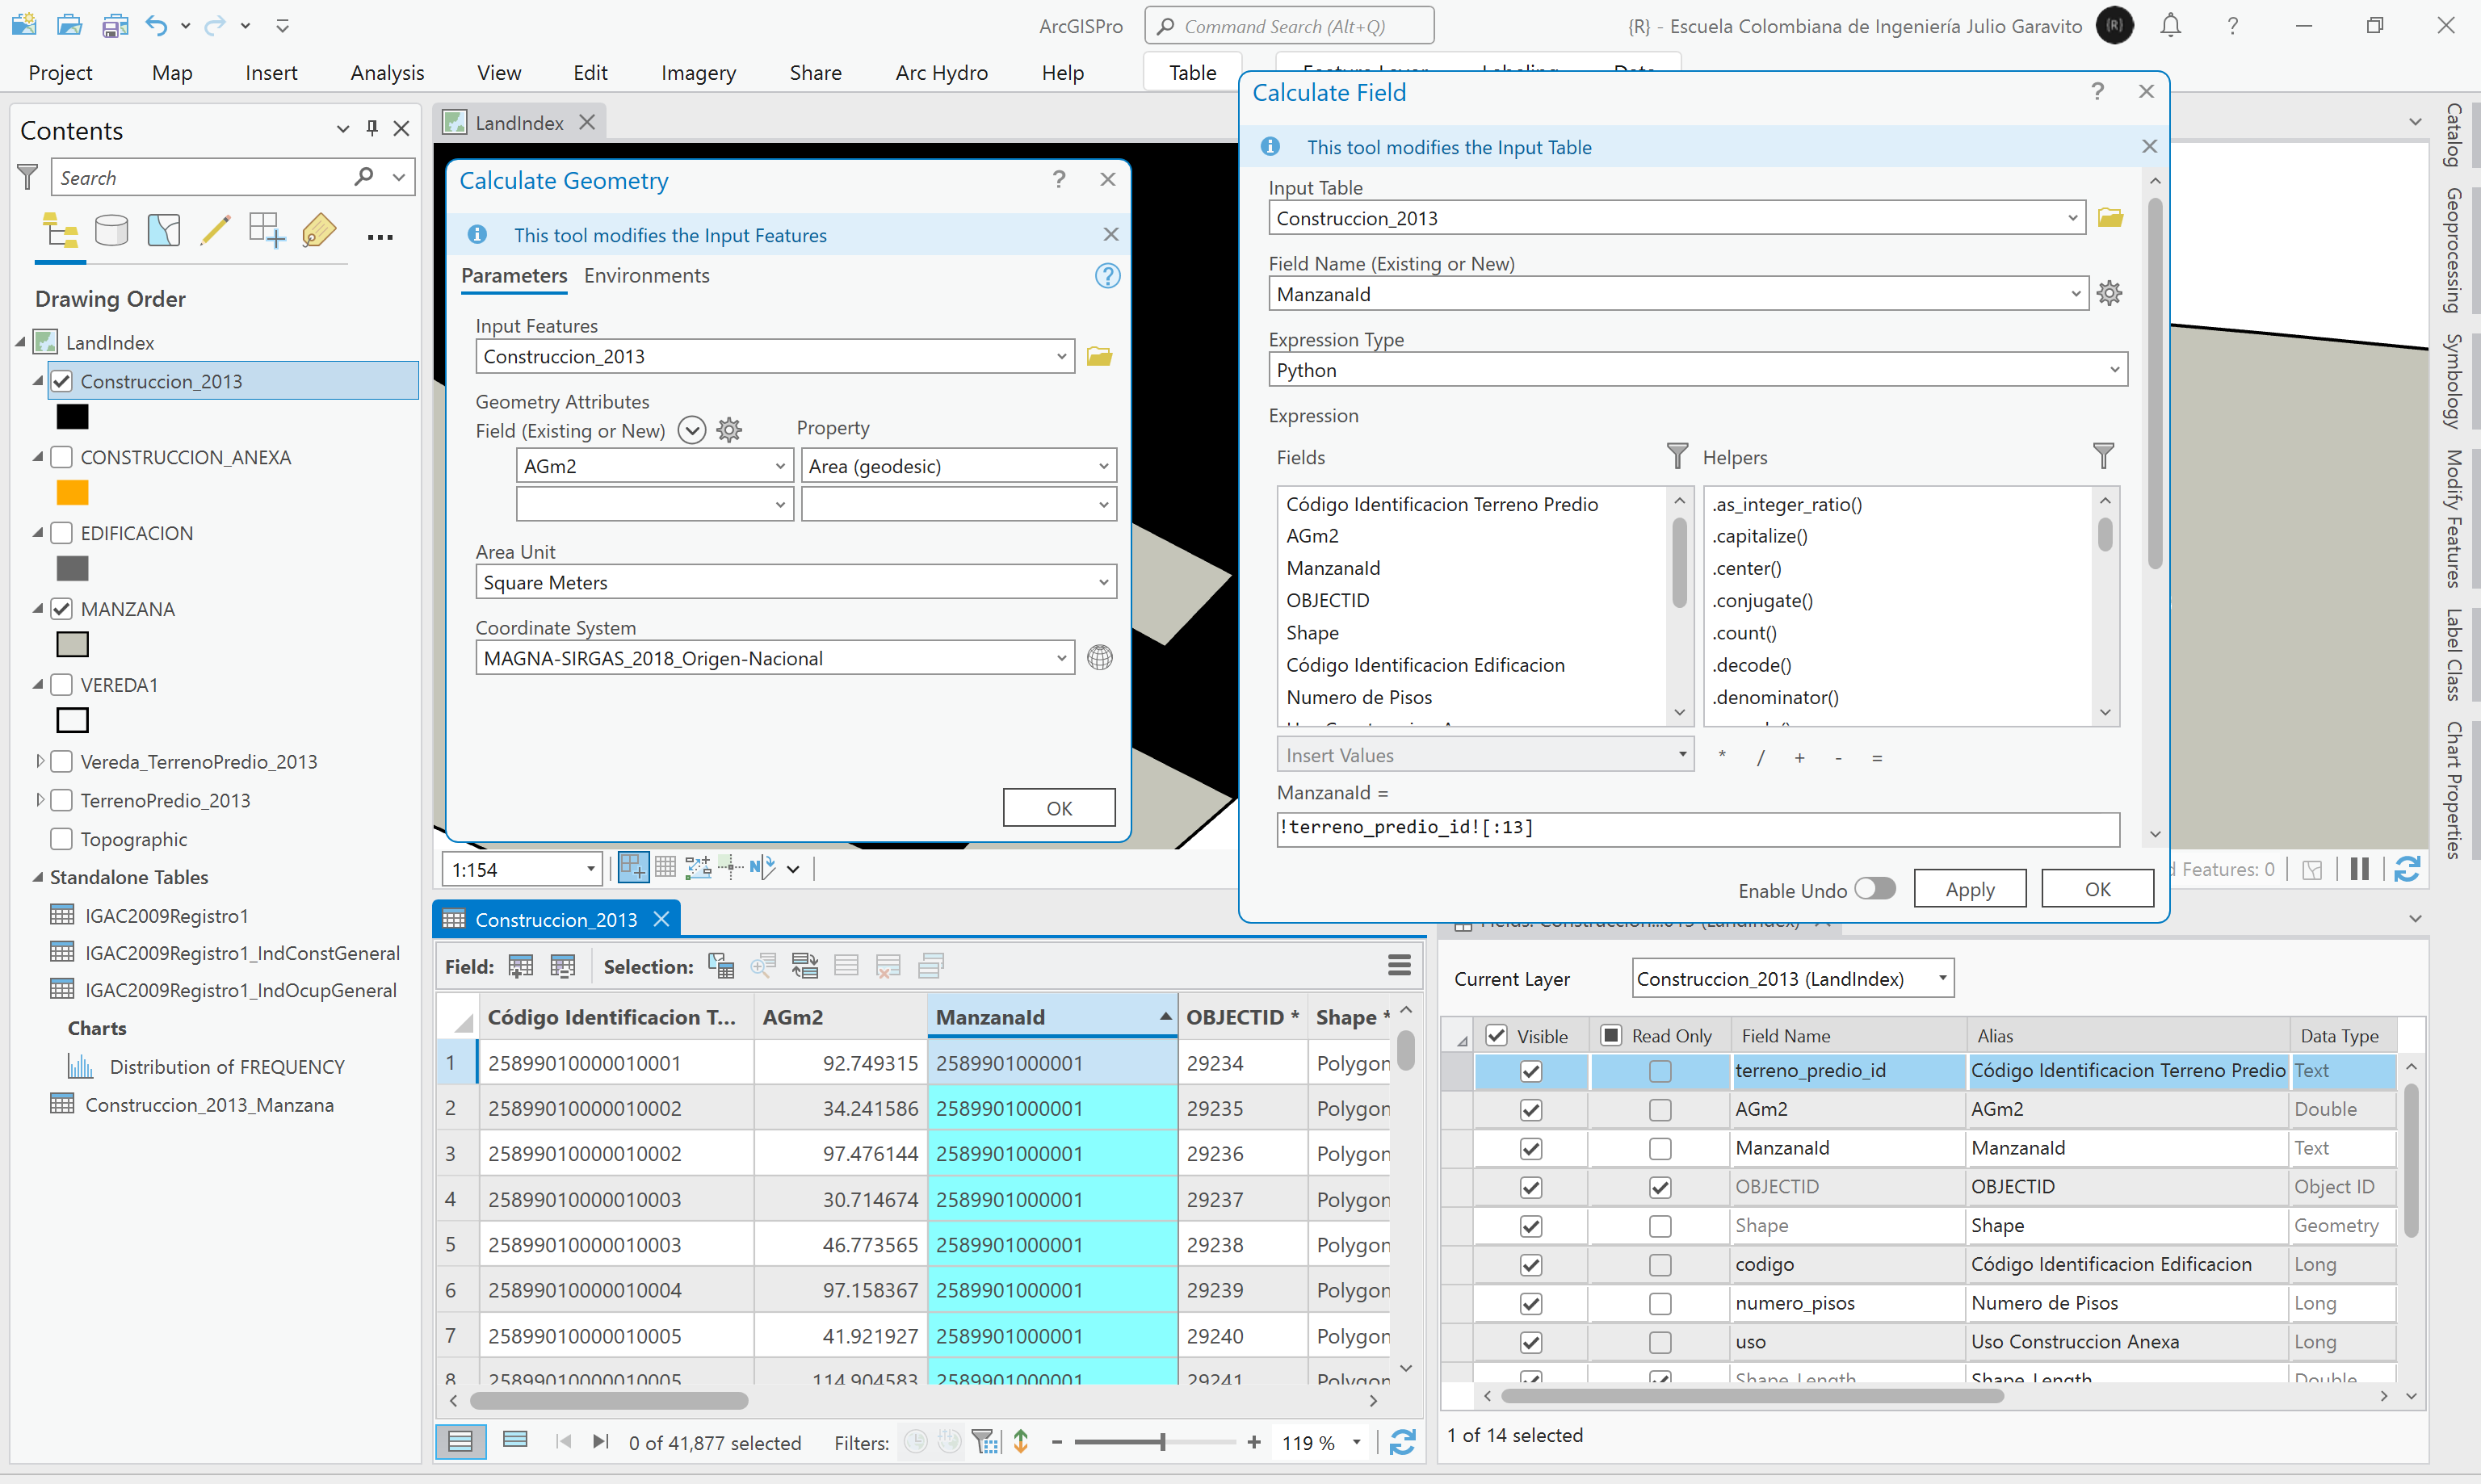 ArcGISPro
Command Search (Alt+Q)
{R} - Escuela Colombiana de Ingeniería Julio Garavito
{R}
?
Project
Map
Insert
Analysis
View
Edit
Imagery
Share
Arc Hydro
Help
Table
Feature Layer
Labeling
Data
Contents
Search
Drawing Order
LandIndex
Construccion_2013
CONSTRUCCION_ANEXA
EDIFICACION
MANZANA
VEREDA1
Vereda_TerrenoPredio_2013
TerrenoPredio_2013
Topographic
Standalone Tables
IGAC2009Registro1
IGAC2009Registro1_IndConstGeneral
IGAC2009Registro1_IndOcupGeneral
Charts
Distribution of FREQUENCY
Construccion_2013_Manzana
LandIndex
Calculate Geometry
?
This tool modifies the Input Features
Parameters
Environments
?
Input Features
Construccion_2013
Geometry Attributes
Field (Existing or New)
Property
AGm2
Area (geodesic)
Area Unit
Square Meters
Coordinate System
MAGNA-SIRGAS_2018_Origen-Nacional
OK
1:154
Calculate Field
?
This tool modifies the Input Table
Input Table
Construccion_2013
Field Name (Existing or New)
ManzanaId
Expression Type
Python
Expression
Fields
Código Identificacion Terreno Predio
AGm2
ManzanaId
OBJECTID
Shape
Código Identificacion Edificacion
Numero de Pisos
Helpers
.as_integer_ratio()
.capitalize()
.center()
.conjugate()
.count()
.decode()
.denominator()
Insert Values
* / + - =
ManzanaId =
!terreno_predio_id![:13]
Enable Undo
Apply
OK
d Features: 0
Catalog
Geoprocessing
Symbology
Modify Features
Label Class
Chart Properties
Construccion_2013
Field:
Selection:
Código Identificacion T... AGm2 ManzanaId OBJECTID * Shape *
1 25899010000010001 92.749315 2589901000001 29234 Polygon
2 25899010000010002 34.241586 2589901000001 29235 Polygon
3 25899010000010002 97.476144 2589901000001 29236 Polygon
4 25899010000010003 30.714674 2589901000001 29237 Polygon
5 25899010000010003 46.773565 2589901000001 29238 Polygon
6 25899010000010004 97.158367 2589901000001 29239 Polygon
7 25899010000010005 41.921927 2589901000001 29240 Polygon
8 25899010000010005 114.904583 2589901000001 29241 Polygon
0 of 41,877 selected
Filters:
119 %
Fields: Construccion...013 (LandIndex)
Current Layer
Construccion_2013 (LandIndex)
Visible Read Only Field Name Alias Data Type
terreno_predio_id Código Identificacion Terreno Predio Text
AGm2 AGm2 Double
ManzanaId ManzanaId Text
OBJECTID OBJECTID Object ID
Shape Shape Geometry
codigo Código Identificacion Edificacion Long
numero_pisos Numero de Pisos Long
uso Uso Construccion Anexa Long
Shape_Length Shape_Length Double
1 of 14 selected